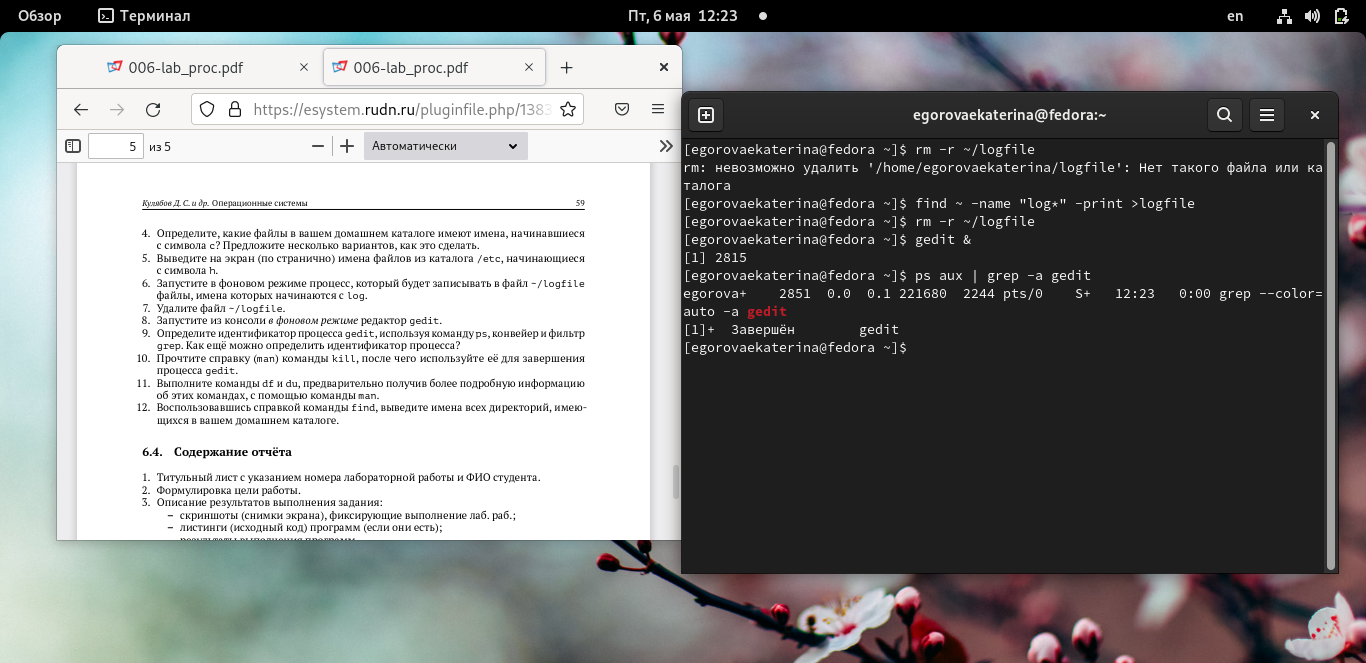 Обзор
Терминал
Пт, 6 мая 12:23
en
006-lab_proc.pdf
006-lab_proc.pdf
https://esystem.rudn.ru/pluginfile.php/1383
5 из 5
Автоматически
Кулябов Д. С. и др. Операционные системы 59
4. Определите, какие файлы в вашем домашнем каталоге имеют имена, начинавшиеся
с символа c? Предложите несколько вариантов, как это сделать.
5. Выведите на экран (по странично) имена файлов из каталога /etc, начинающиеся
с символа h.
6. Запустите в фоновом режиме процесс, который будет записывать в файл ~/logfile
файлы, имена которых начинаются с log.
7. Удалите файл ~/logfile.
8. Запустите из консоли в фоновом режиме редактор gedit.
9. Определите идентификатор процесса gedit, используя команду ps, конвейер и фильтр
grep. Как ещё можно определить идентификатор процесса?
10. Прочтите справку (man) команды kill, после чего используйте её для завершения
процесса gedit.
11. Выполните команды df и du, предварительно получив более подробную информацию
об этих командах, с помощью команды man.
12. Воспользовавшись справкой команды find, выведите имена всех директорий, имею-
щихся в вашем домашнем каталоге.
6.4. Содержание отчёта
1. Титульный лист с указанием номера лабораторной работы и ФИО студента.
2. Формулировка цели работы.
3. Описание результатов выполнения задания:
– скриншоты (снимки экрана), фиксирующие выполнение лаб. раб.;
– листинги (исходный код) программ (если они есть);
egorovaekaterina@fedora:~
[egorovaekaterina@fedora ~]$ rm -r ~/logfile
rm: невозможно удалить '/home/egorovaekaterina/logfile': Нет такого файла или ка
талога
[egorovaekaterina@fedora ~]$ find ~ -name "log*" -print >logfile
[egorovaekaterina@fedora ~]$ rm -r ~/logfile
[egorovaekaterina@fedora ~]$ gedit &
[1] 2815
[egorovaekaterina@fedora ~]$ ps aux | grep -a gedit
egorova+    2851  0.0  0.1 221680  2244 pts/0    S+   12:23   0:00 grep --color=
auto -a gedit
[1]+  Завершён        gedit
[egorovaekaterina@fedora ~]$